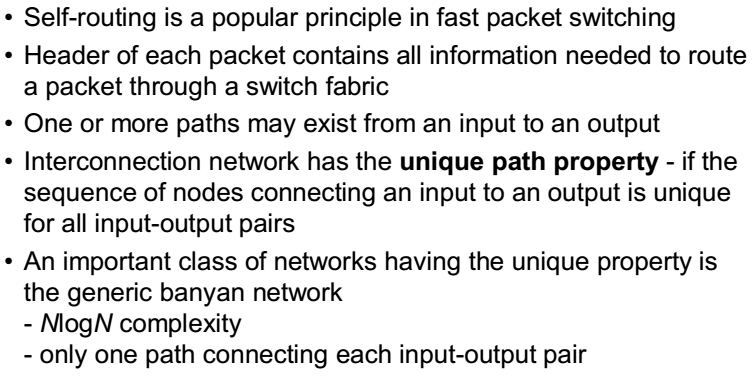 • Self-routing is a popular principle in fast packet switching
• Header of each packet contains all information needed to route
a packet through a switch fabric
• One or more paths may exist from an input to an output
• Interconnection network has the unique path property - if the
sequence of nodes connecting an input to an output is unique
for all input-output pairs
• An important class of networks having the unique property is
the generic banyan network
- NlogN complexity
- only one path connecting each input-output pair